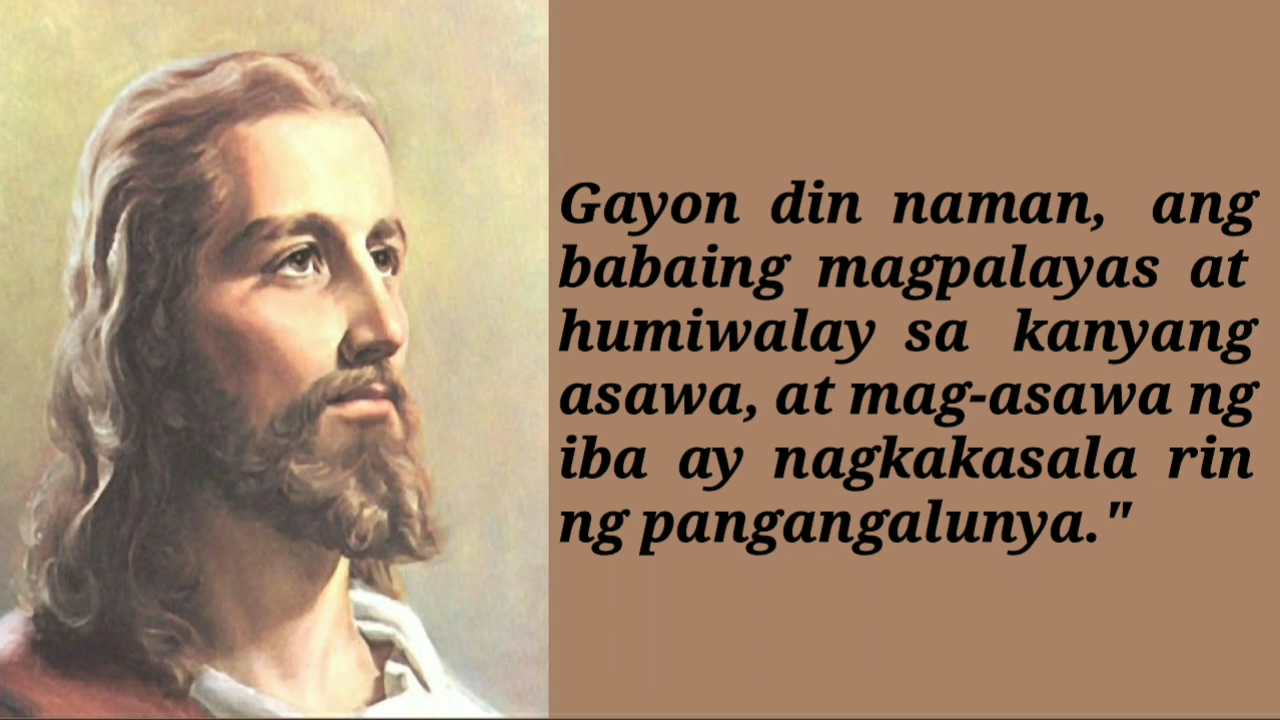 Gayon din naman, ang
babaing magpalayas at
humiwalay sa kanyang
asawa, at mag-asawa ng
iba ay nagkakasala rin
ng pangangalunya."